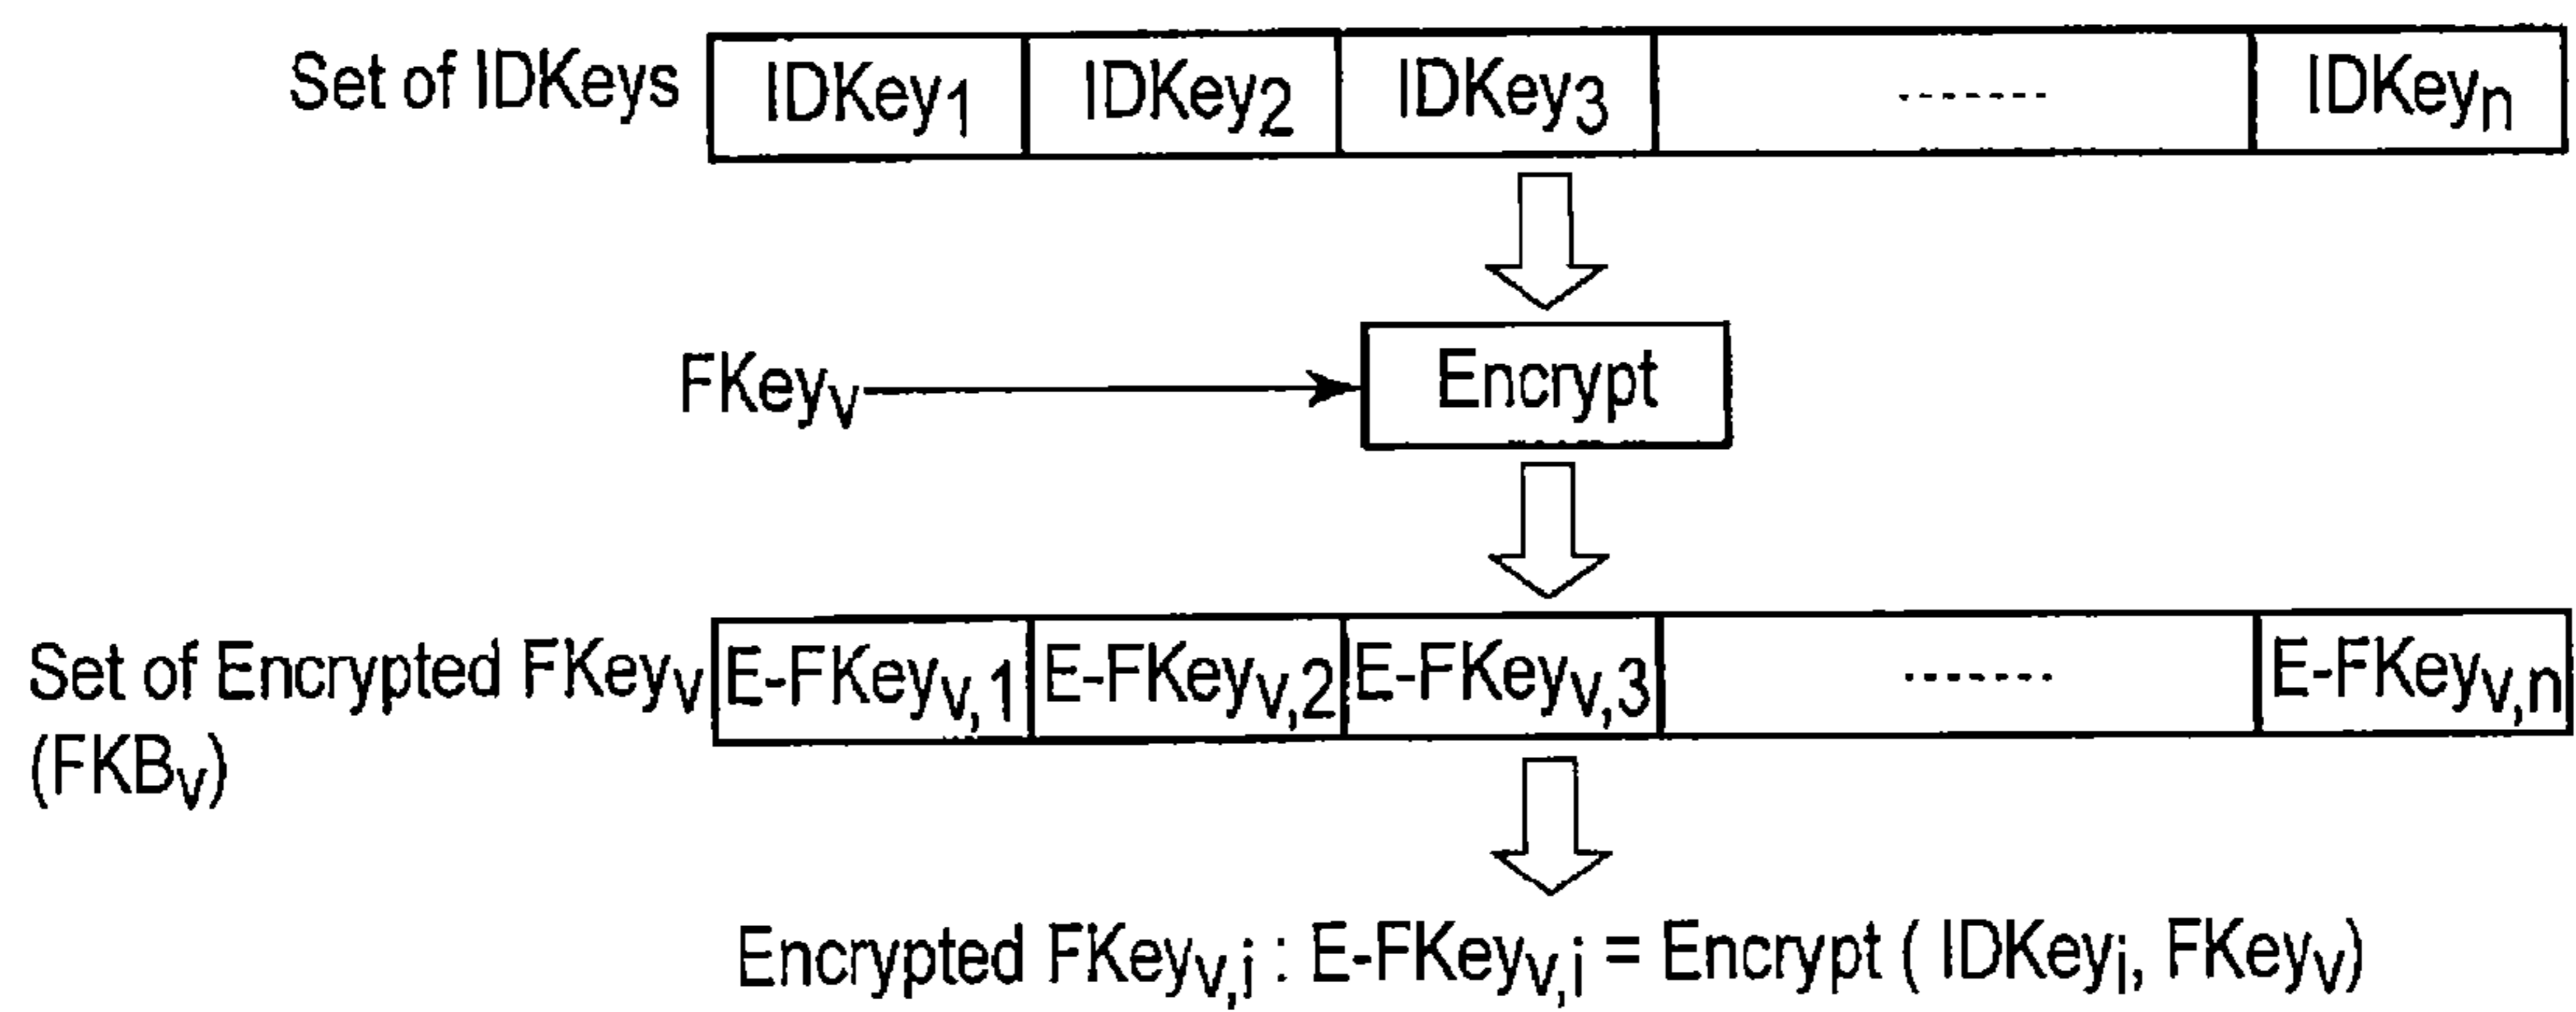 Set of IDKeys IDKey1 IDKey2 IDKey3 ------- IDKeyn
FKeyv Encrypt
Set of Encrypted FKeyv E-FKeyv,1 E-FKeyv,2 E-FKeyv,3 ------- E-FKeyv,n
(FKBv)
Encrypted FKeyv,i : E-FKeyv,i = Encrypt ( IDKeyi, FKeyv)